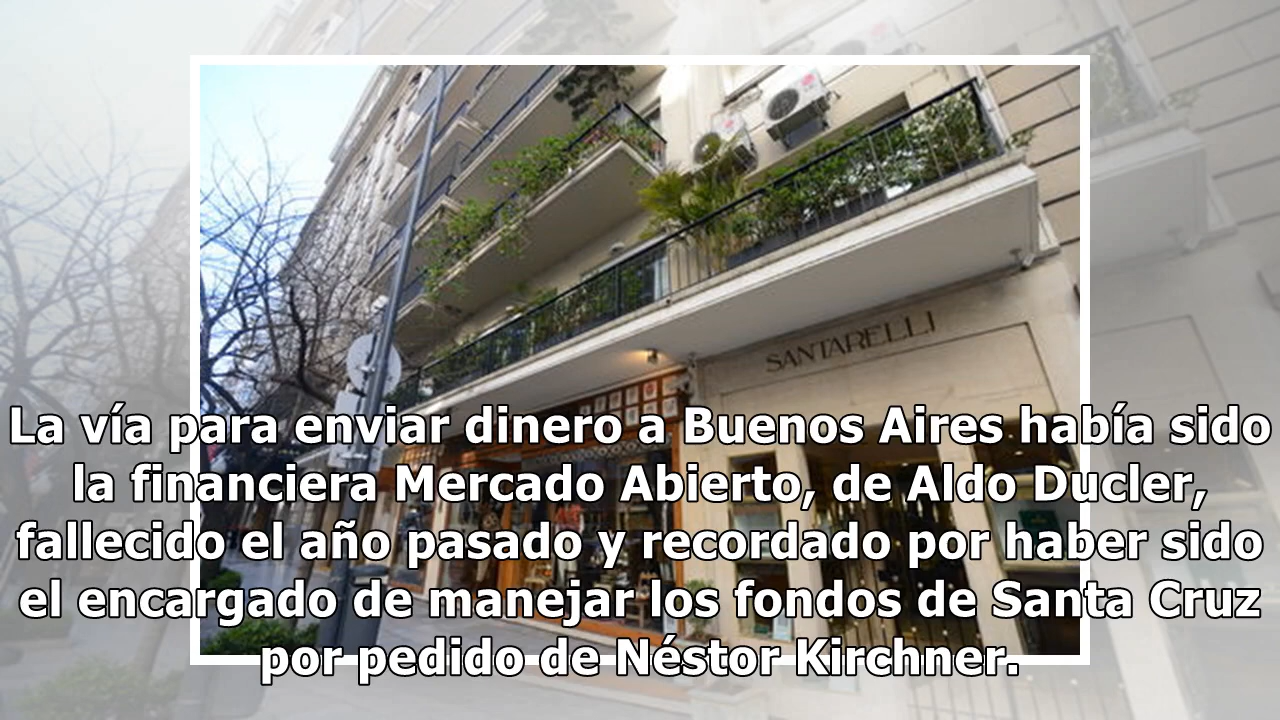 SANTARELLI
La vía para enviar dinero a Buenos Aires había sido
la financiera Mercado Abierto, de Aldo Ducler,
fallecido el año pasado y recordado por haber sido
el encargado de manejar los fondos de Santa Cruz
por pedido de Néstor Kirchner.